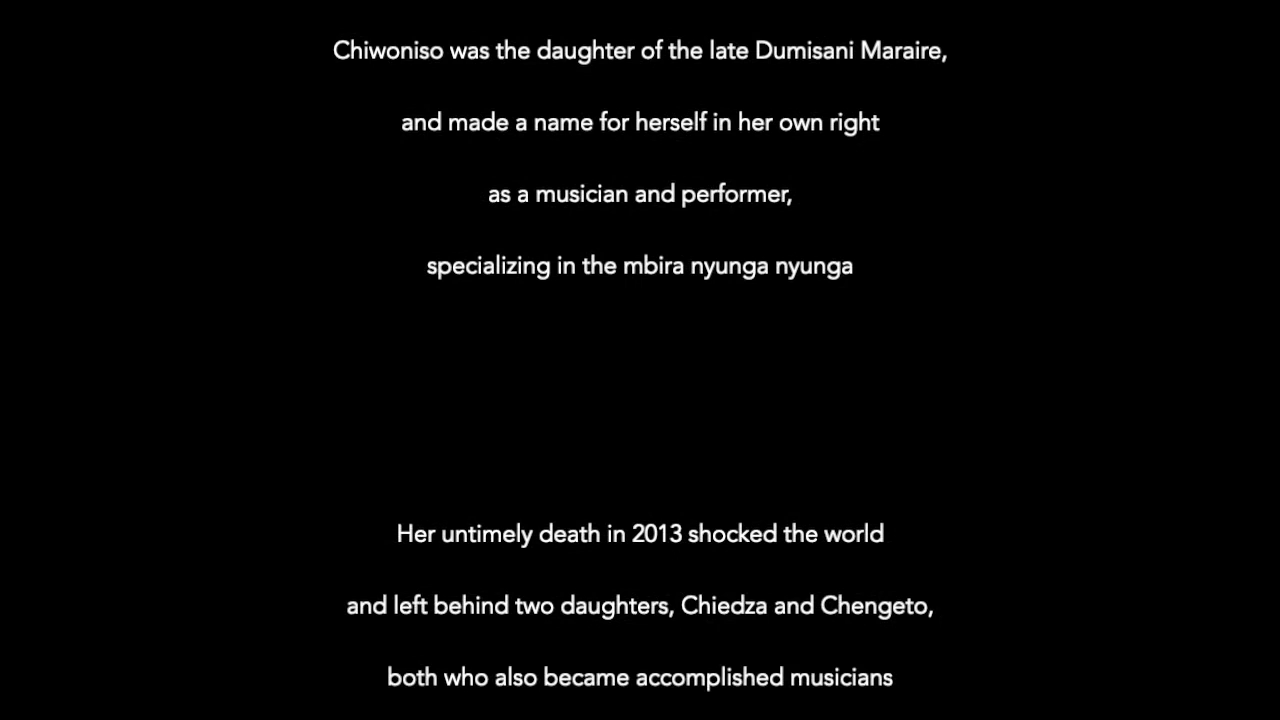 Chiwoniso was the daughter of the late Dumisani Maraire,
and made a name for herself in her own right
as a musician and performer,
specializing in the mbira nyunga nyunga
Her untimely death in 2013 shocked the world
and left behind two daughters, Chiedza and Chengeto,
both who also became accomplished musicians